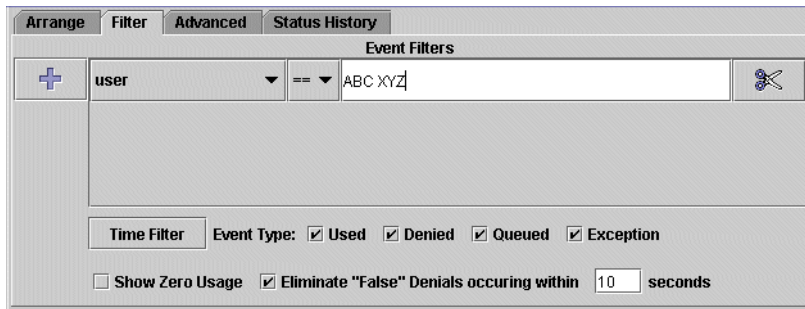 Arrange Filter Advanced Status History
Event Filters
user == ABC XYZ
Time Filter Event Type: Used Denied Queued Exception
Show Zero Usage Eliminate "False" Denials occuring within 10 seconds